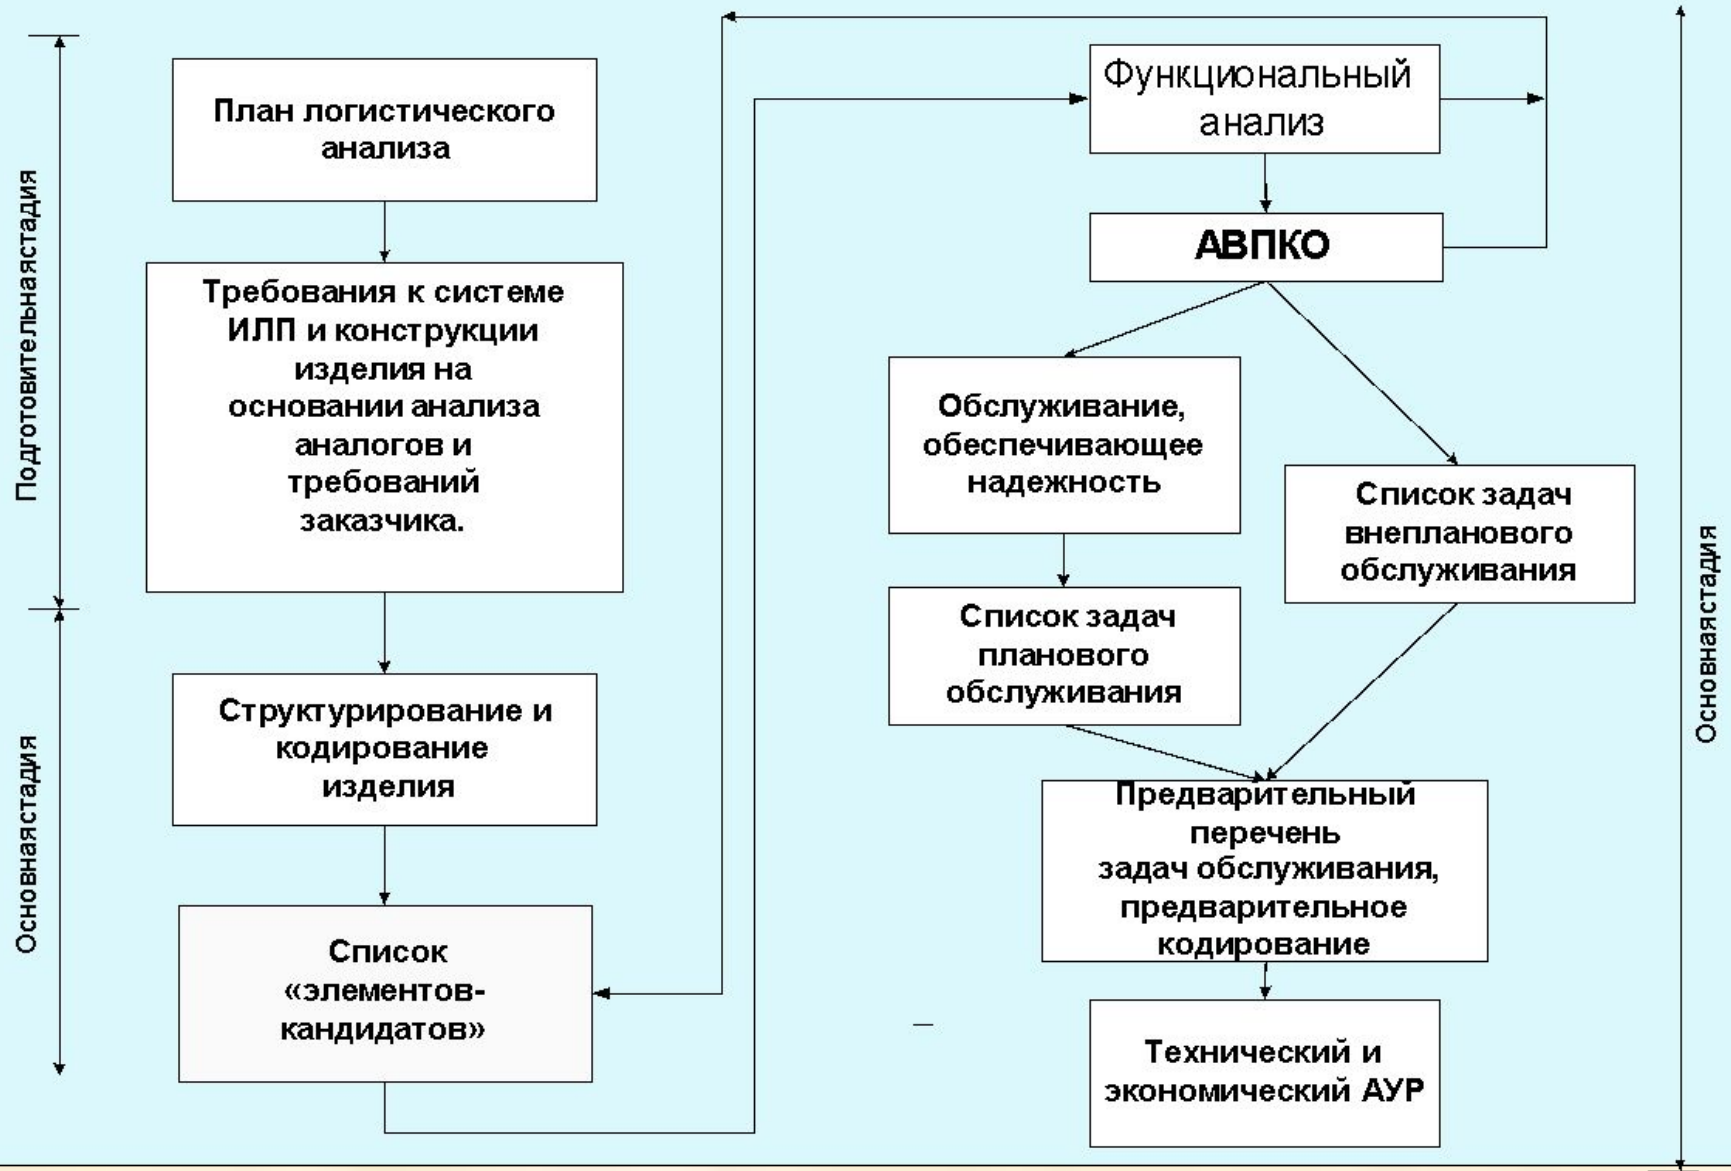 Подготовительнаястадия
План логистического
анализа
Требования к системе
ИЛП и конструкции
изделия на
основании анализа
аналогов и
требований
заказчика.
Основнаястадия
Структурирование и
кодирование
изделия
Список
«элементов-
кандидатов»
Функциональный
анализ
АВПКО
Обслуживание,
обеспечивающее
надежность
Список задач
внепланового
обслуживания
Список задач
планового
обслуживания
Предварительный
перечень
задач обслуживания,
предварительное
кодирование
Технический и
экономический АУР
Основнаястадия